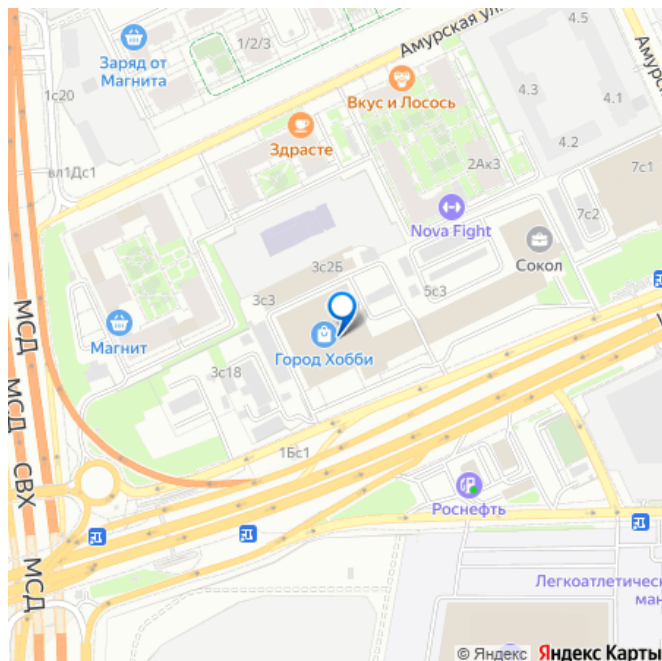 4.5
Амурская ул.
1/2/3
Заряд от
Магнита
1с20
Вкус и Лосось
4.3
4.1
4.2
Здрасте
вл1Дс1
2Ак3
7с1
7с2
Nova Fight
Сокол
3с2Б
3с3
5с3
МСД
Магнит
Город Хобби
3с18
МСД
1Бс1
СВХ
Роснефть
МСД
Легкоатлетическ
ман
© Яндекс Яндекс Карты